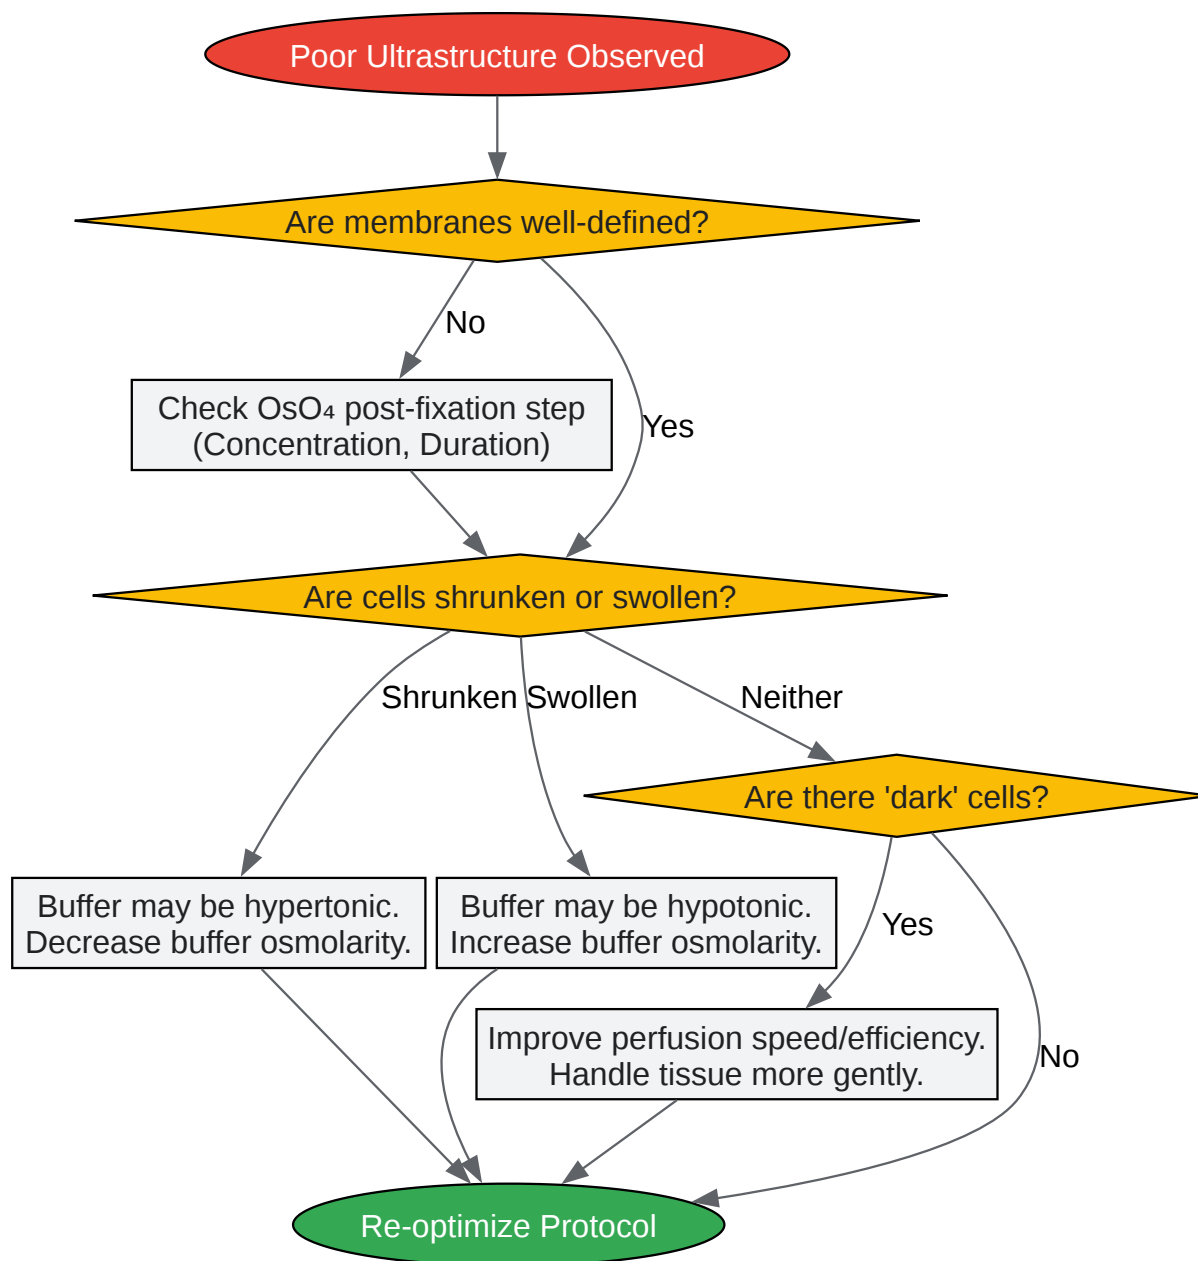 Poor Ultrastructure Observed
Are membranes well-defined?
No
Check OsO₄ post-fixation step
(Concentration, Duration)
Yes
Are cells shrunken or swollen?
Shrunken
Swollen
Neither
Are there 'dark' cells?
Buffer may be hypertonic.
Decrease buffer osmolarity.
Buffer may be hypotonic.
Increase buffer osmolarity.
Yes
Improve perfusion speed/efficiency.
Handle tissue more gently.
No
Re-optimize Protocol